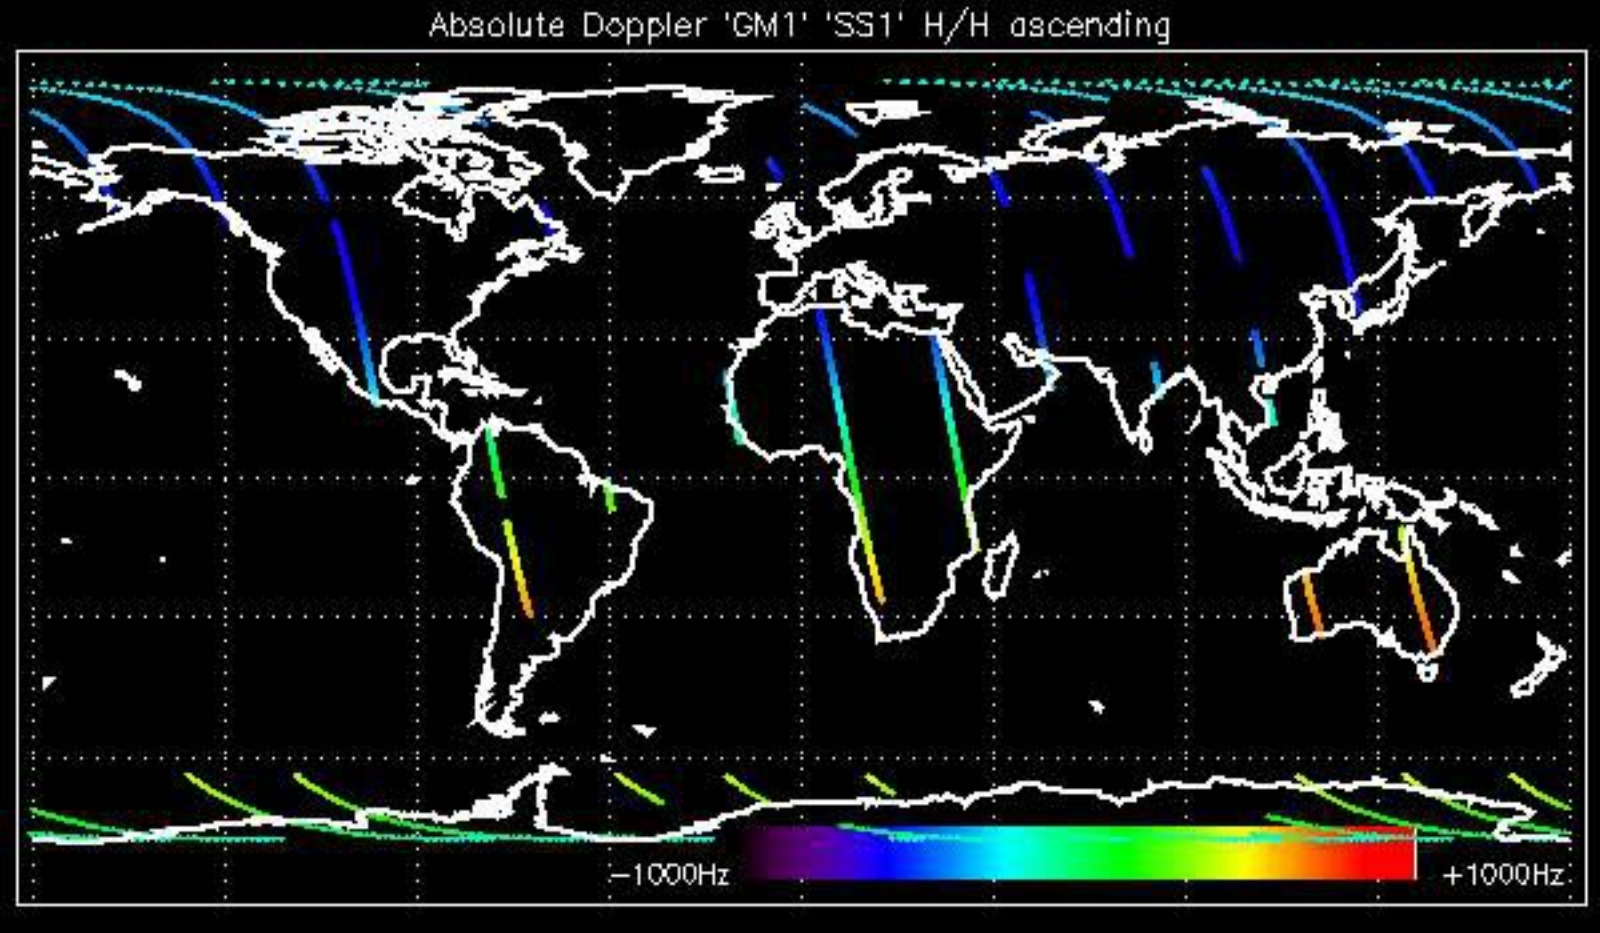 Absolute Doppler 'GM1' 'SS1' H/H ascending
−1000Hz
+1000Hz